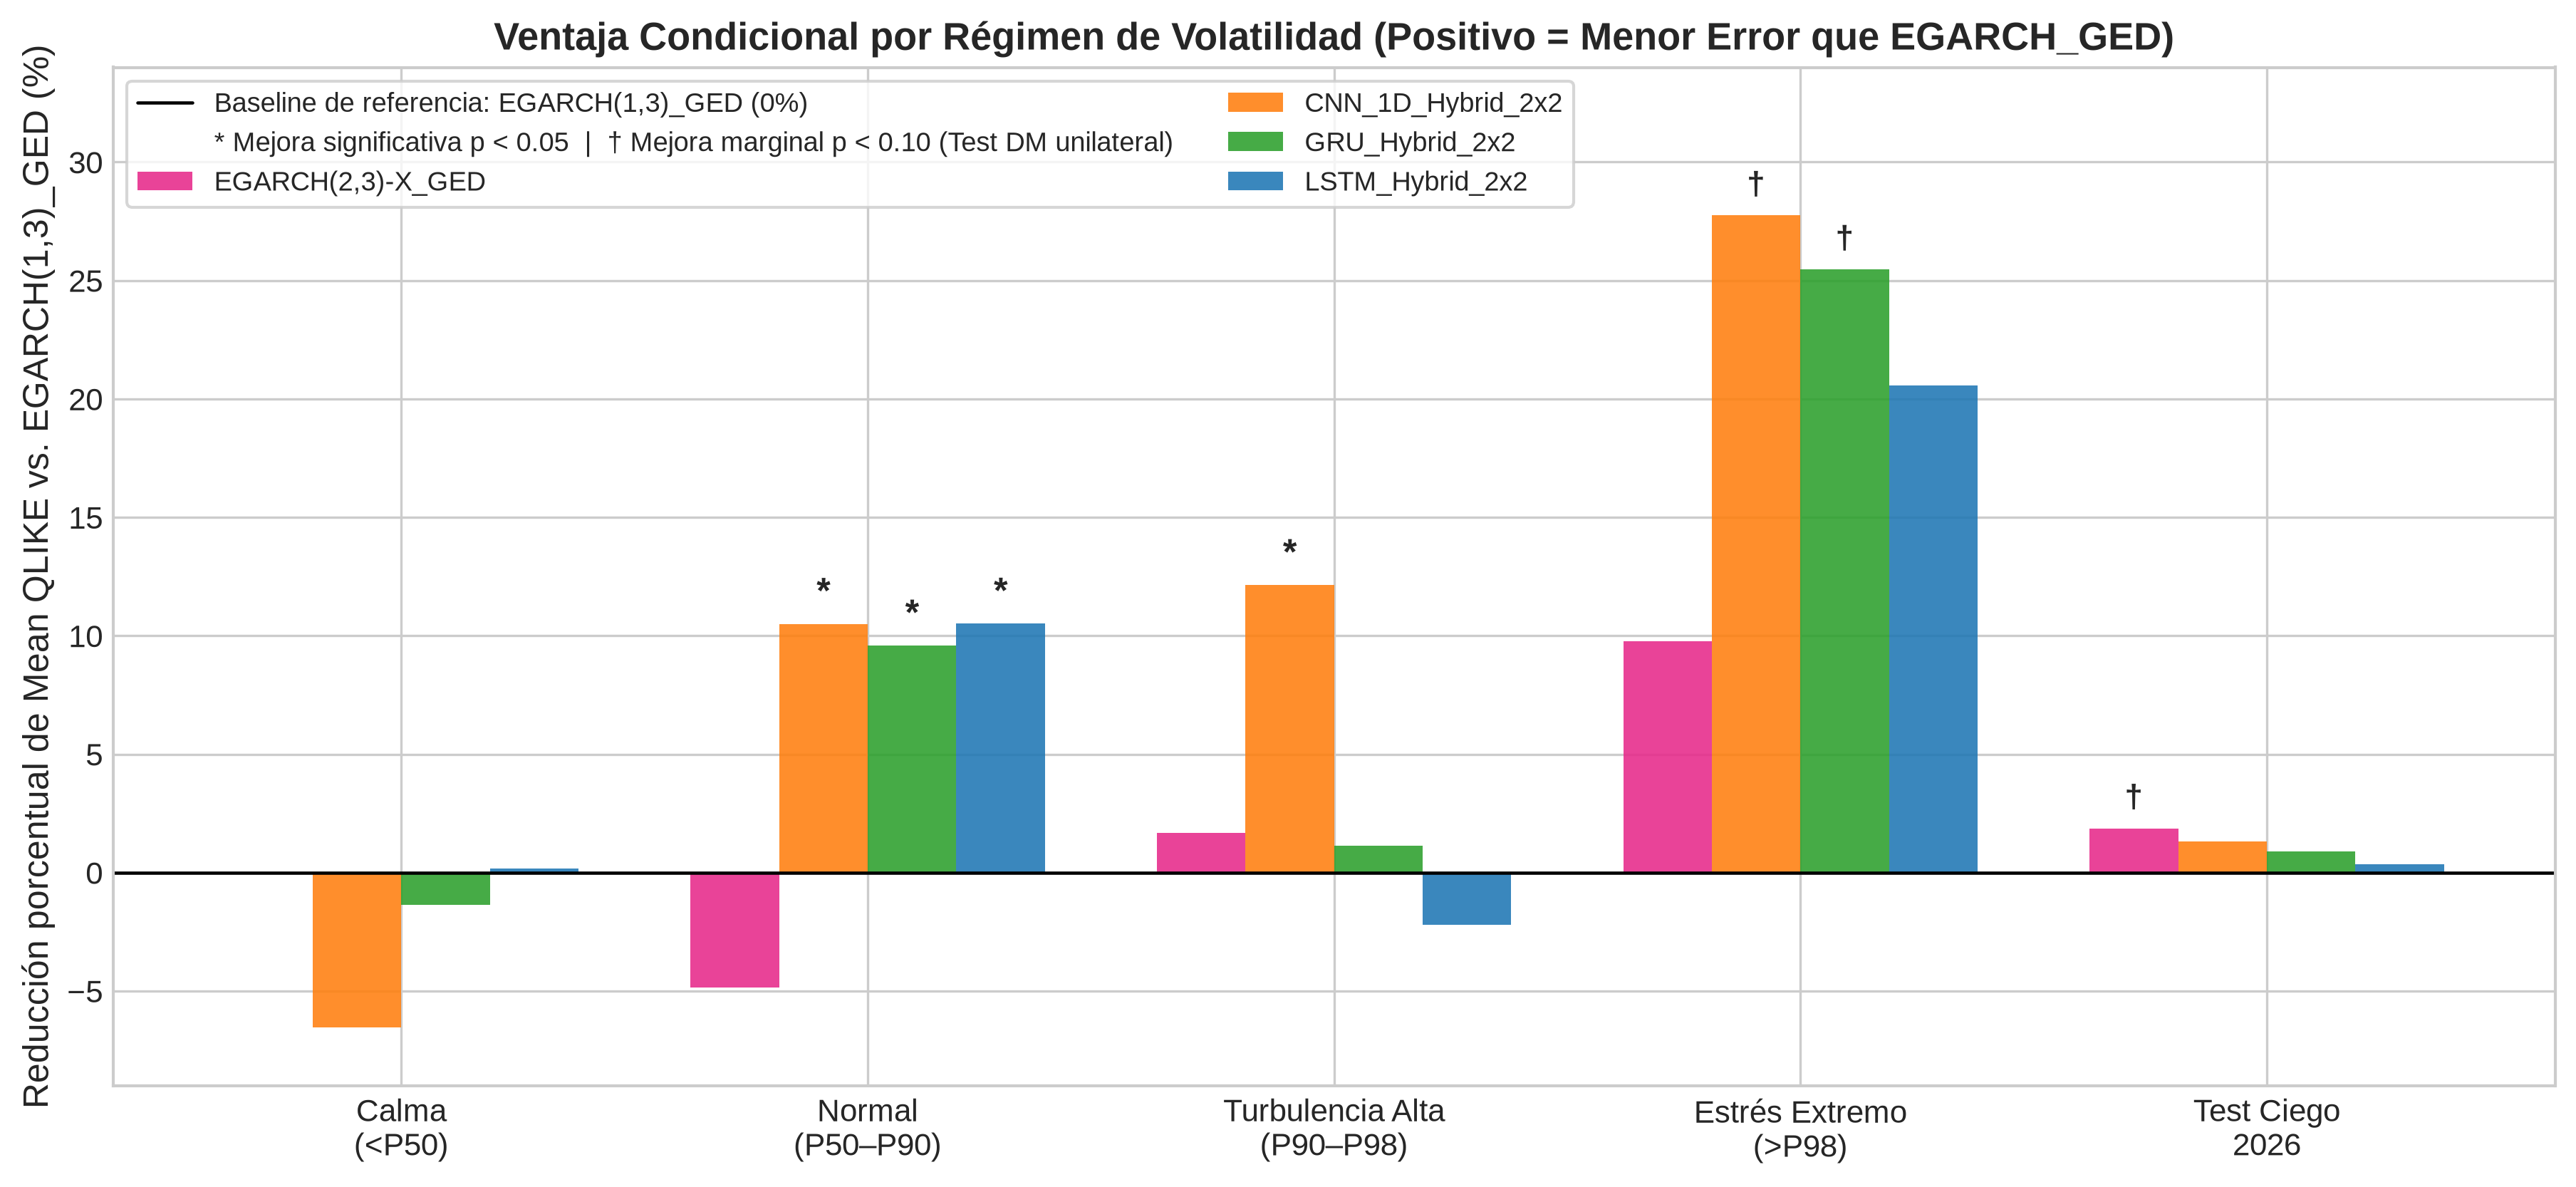 Ventaja Condicional por Régimen de Volatilidad (Positivo = Menor Error que EGARCH_GED)
Reducción porcentual de Mean QLIKE vs. EGARCH(1,3)_GED (%)
Baseline de referencia: EGARCH(1,3)_GED (0%)
* Mejora significativa p < 0.05 | † Mejora marginal p < 0.10 (Test DM unilateral)
EGARCH(2,3)-X_GED
CNN_1D_Hybrid_2x2
GRU_Hybrid_2x2
LSTM_Hybrid_2x2
30
25
20
15
10
5
0
−5
* * *
*
† †
†
Calma
(<P50)
Normal
(P50–P90)
Turbulencia Alta
(P90–P98)
Estrés Extremo
(>P98)
Test Ciego
2026